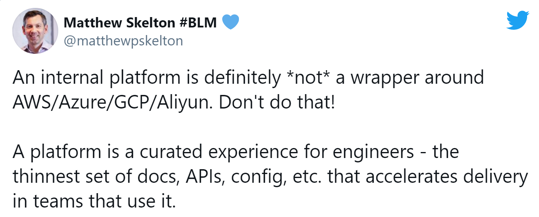 Matthew Skelton #BLM 💙
@matthewpskelton
An internal platform is definitely *not* a wrapper around
AWS/Azure/GCP/Aliyun. Don't do that!
A platform is a curated experience for engineers - the
thinnest set of docs, APIs, config, etc. that accelerates delivery
in teams that use it.